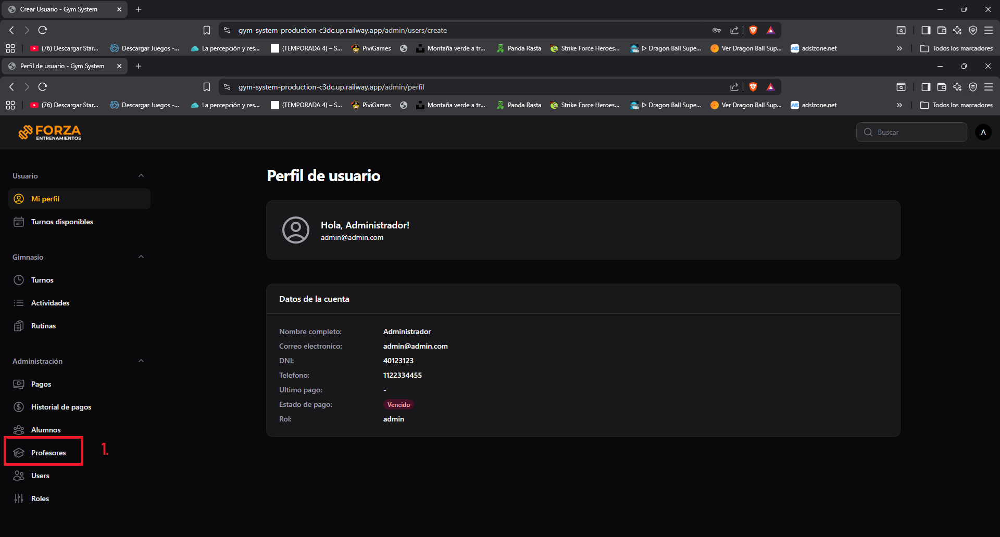 Crear Usuario - Gym System
gym-system-production-c3dc.up.railway.app/admin/users/create
(76) Descargar Star... Descargar Juegos -... La percepción y res... (TEMPORADA 4) – S... PiviGames Montaña verde a tr... Panda Rasta Strike Force Heroes... ▷ Dragon Ball Supe... Ver Dragon Ball Sup... adslzone.net » Todos los marcadores
Perfil de usuario - Gym System
gym-system-production-c3dc.up.railway.app/admin/perfil
(76) Descargar Star... Descargar Juegos -... La percepción y res... (TEMPORADA 4) – S... PiviGames Montaña verde a tr... Panda Rasta Strike Force Heroes... ▷ Dragon Ball Supe... Ver Dragon Ball Sup... adslzone.net » Todos los marcadores
FORZA
ENTRENAMIENTOS
Buscar
A
Usuario
Mi perfil
Turnos disponibles
Gimnasio
Turnos
Actividades
Rutinas
Administración
Pagos
Historial de pagos
Alumnos
Profesores
1.
Users
Roles
Perfil de usuario
Hola, Administrador!
admin@admin.com
Datos de la cuenta
Nombre completo: Administrador
Correo electronico: admin@admin.com
DNI: 40123123
Telefono: 1122334455
Ultimo pago: -
Estado de pago: Vencido
Rol: admin